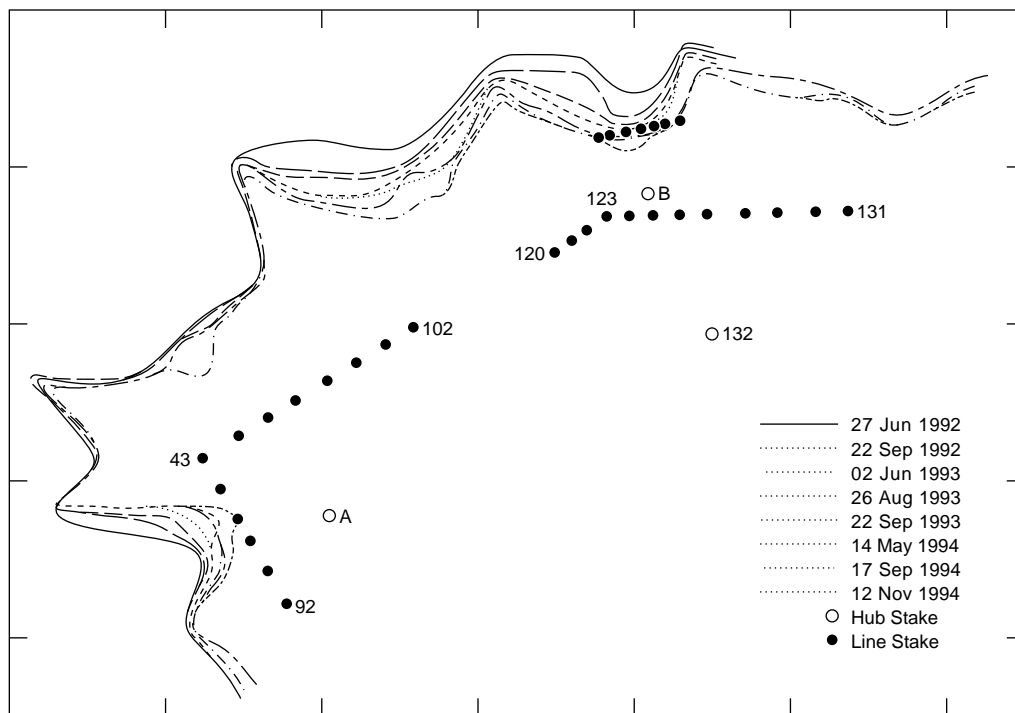 B
123
131
120
102
132
43
A
92
27 Jun 1992
22 Sep 1992
02 Jun 1993
26 Aug 1993
22 Sep 1993
14 May 1994
17 Sep 1994
12 Nov 1994
Hub Stake
Line Stake